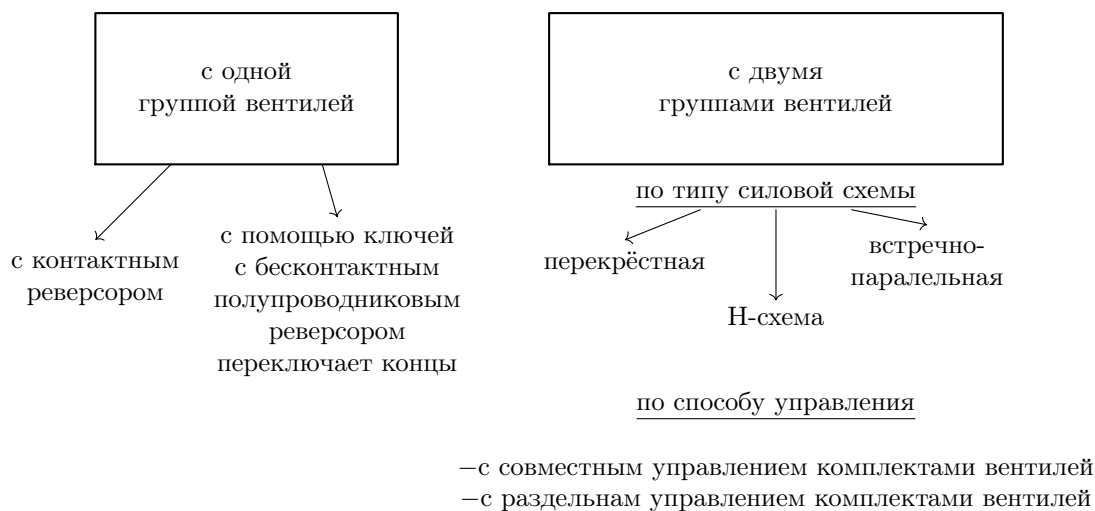 с одной
группой вентилей
с двумя
группами вентилей
по типу силовой схемы
с контактным
реверсором
с помощью ключей
с бесконтактным
полупроводниковым
реверсором
переключает концы
перекрёстная
Н-схема
встречно-
паралельная
по способу управления
−с совместным управлением комплектами вентилей
−с раздельнам управлением комплектами вентилей